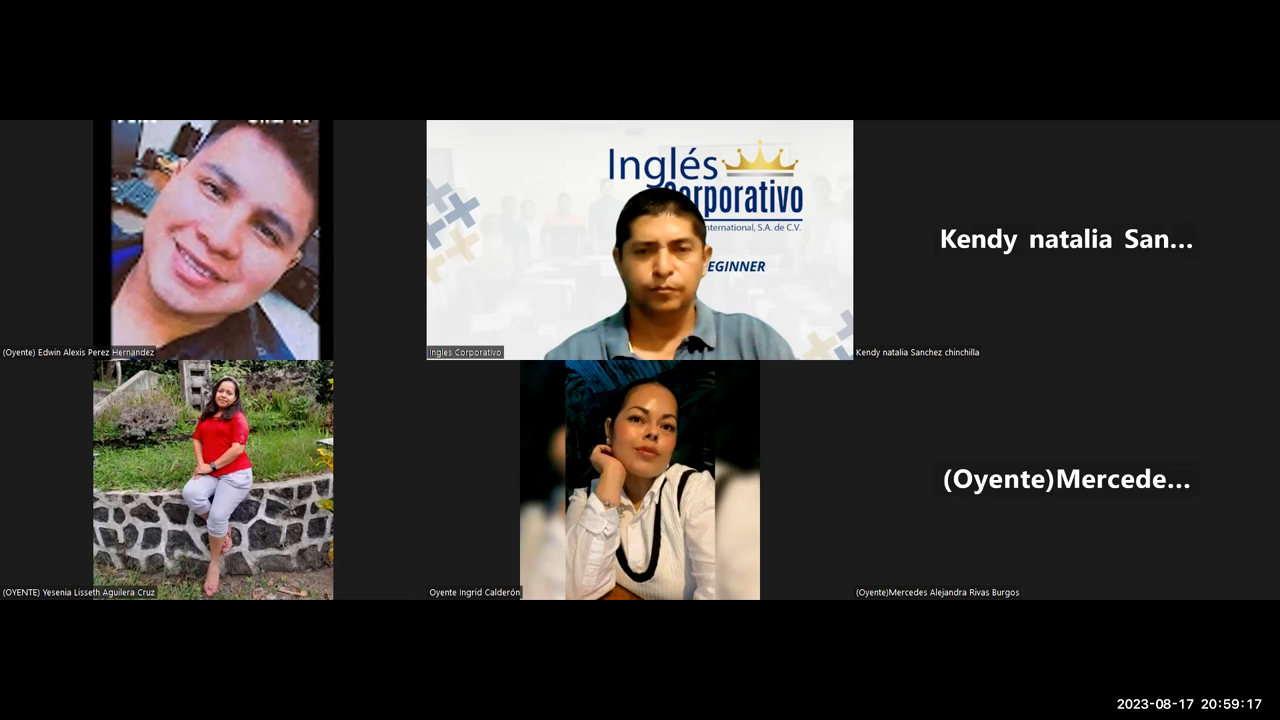 Inglés
Corporativo
International, S.A. de C.V.
EGINNER
Kendy natalia San...
(Oyente) Edwin Alexis Perez Hernandez
Ingles Corporativo
Kendy natalia Sanchez chinchilla
(Oyente)Mercede...
(OYENTE) Yesenia Lisseth Aguilera Cruz
Oyente Ingrid Calderón
(Oyente)Mercedes Alejandra Rivas Burgos
2023-08-17 20:59:17